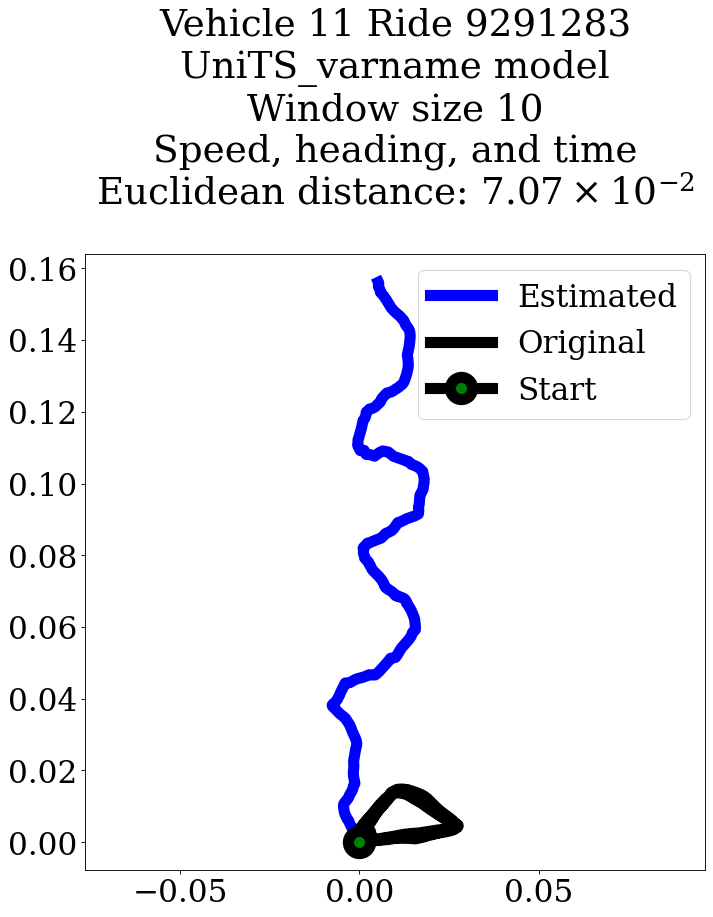 Vehicle 11 Ride 9291283
UniTS_varname model
Window size 10
Speed, heading, and time
Euclidean distance: 7.07 × 10⁻²
0.16
0.14
0.12
0.10
0.08
0.06
0.04
0.02
0.00
Estimated
Original
Start
−0.05 0.00 0.05